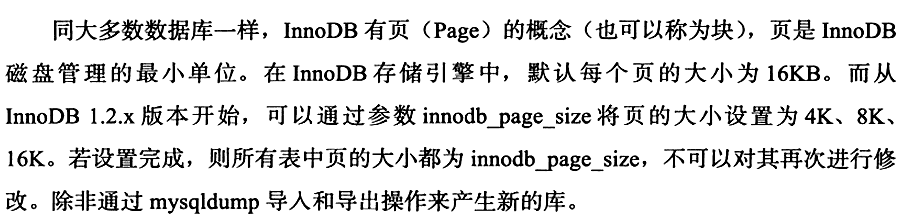 同大多数数据库一样，InnoDB 有页（Page）的概念（也可以称为块），页是 InnoDB
磁盘管理的最小单位。在 InnoDB 存储引擎中，默认每个页的大小为 16KB。而从
InnoDB 1.2.x 版本开始，可以通过参数 innodb_page_size 将页的大小设置为 4K、8K、
16K。若设置完成，则所有表中页的大小都为 innodb_page_size，不可以对其再次进行修
改。除非通过 mysqldump 导入和导出操作来产生新的库。